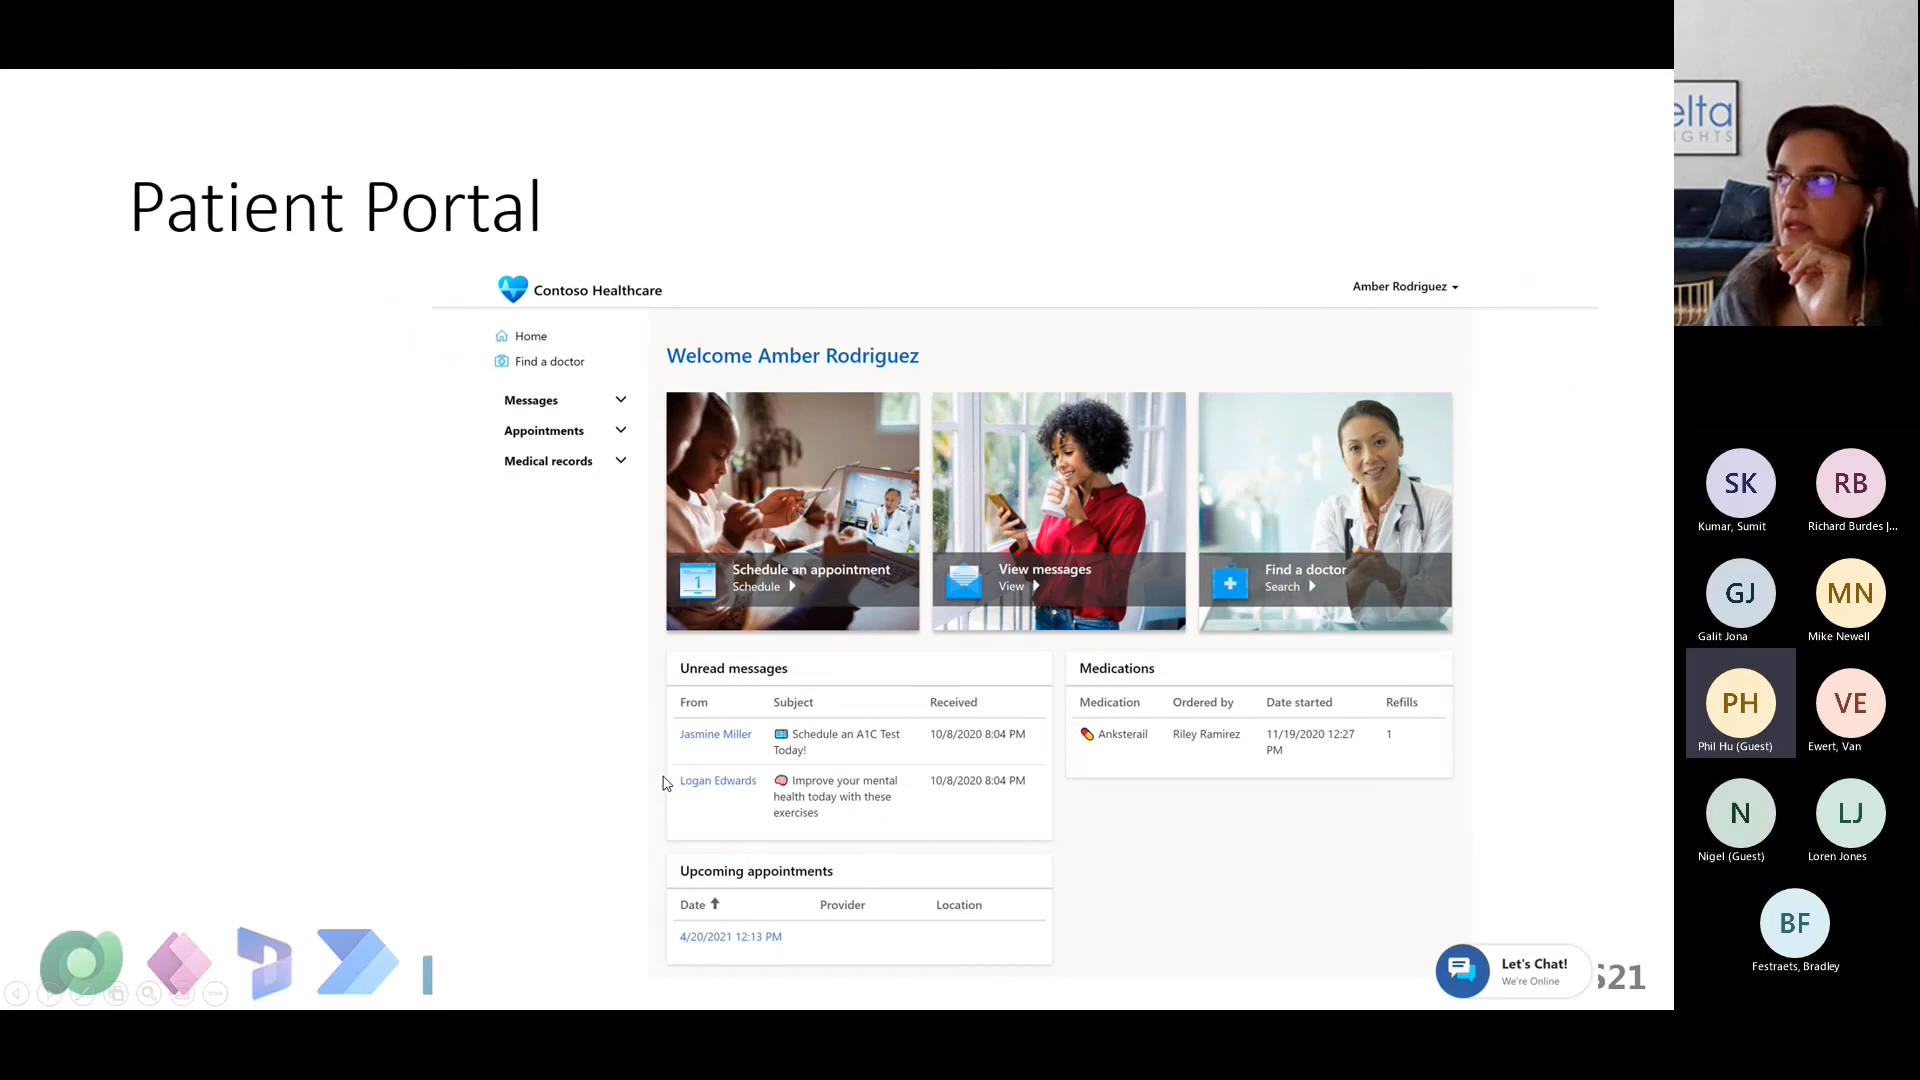 Patient Portal
Contoso Healthcare
Amber Rodriguez
Home
Find a doctor
Messages
Appointments
Medical records
Welcome Amber Rodriguez
Schedule an appointment
Schedule
1
View messages
View
Find a doctor
Search
Unread messages
From Subject Received
Jasmine Miller Schedule an A1C Test 10/8/2020 8:04 PM
Today!
Logan Edwards Improve your mental 10/8/2020 8:04 PM
health today with these
exercises
Medications
Medication Ordered by Date started Refills
Anksterail Riley Ramirez 11/19/2020 12:27 1
PM
Upcoming appointments
Date Provider Location
4/20/2021 12:13 PM
Let's Chat!
We're Online
S21
elta
IGHTS
SK
Kumar, Sumit
RB
Richard Burdes |...
GJ
Galit Jona
MN
Mike Newell
PH
Phil Hu (Guest)
VE
Ewert, Van
N
Nigel (Guest)
LJ
Loren Jones
BF
Festraets, Bradley